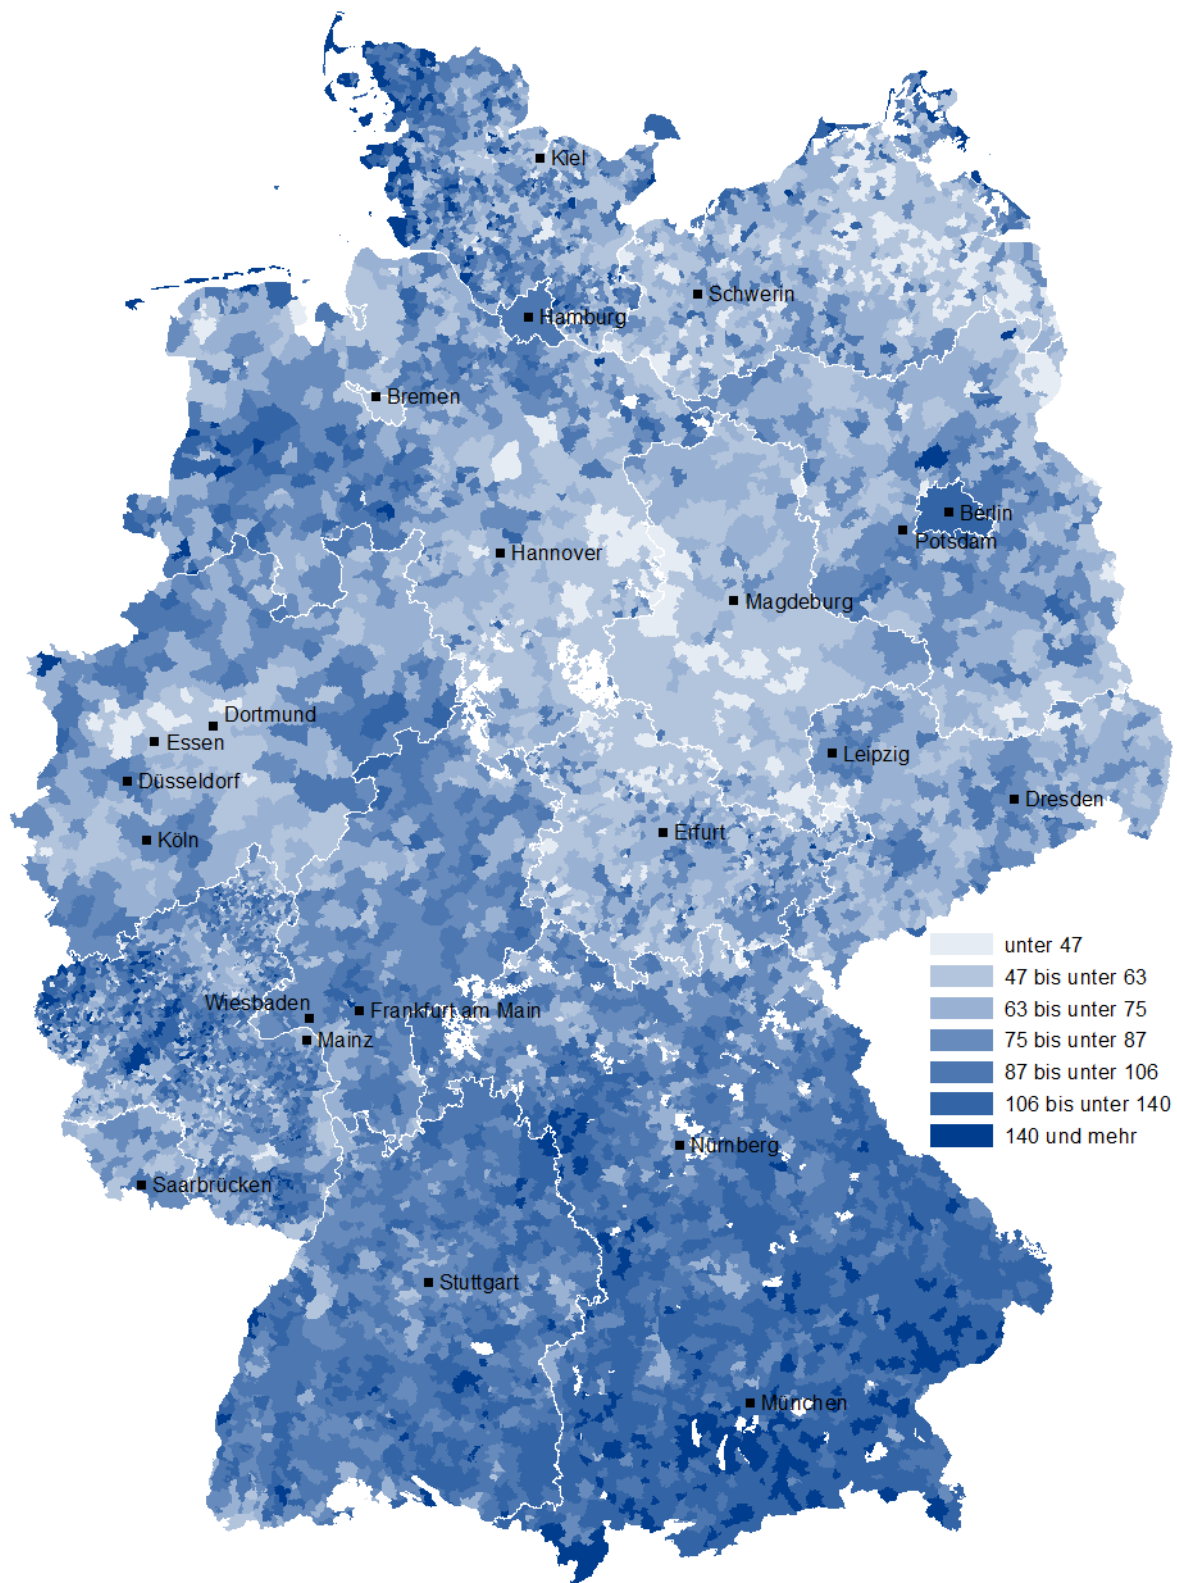 Kiel
Schwerin
Hamburg
Bremen
Berlin
Potsdam
Hannover
Magdeburg
Dortmund
Essen
Leipzig
Düsseldorf
Dresden
Erfurt
Köln
unter 47
47 bis unter 63
Wiesbaden
Frankfurt am Main
63 bis unter 75
Mainz
75 bis unter 87
87 bis unter 106
106 bis unter 140
140 und mehr
Nürnberg
Saarbrücken
Stuttgart
München